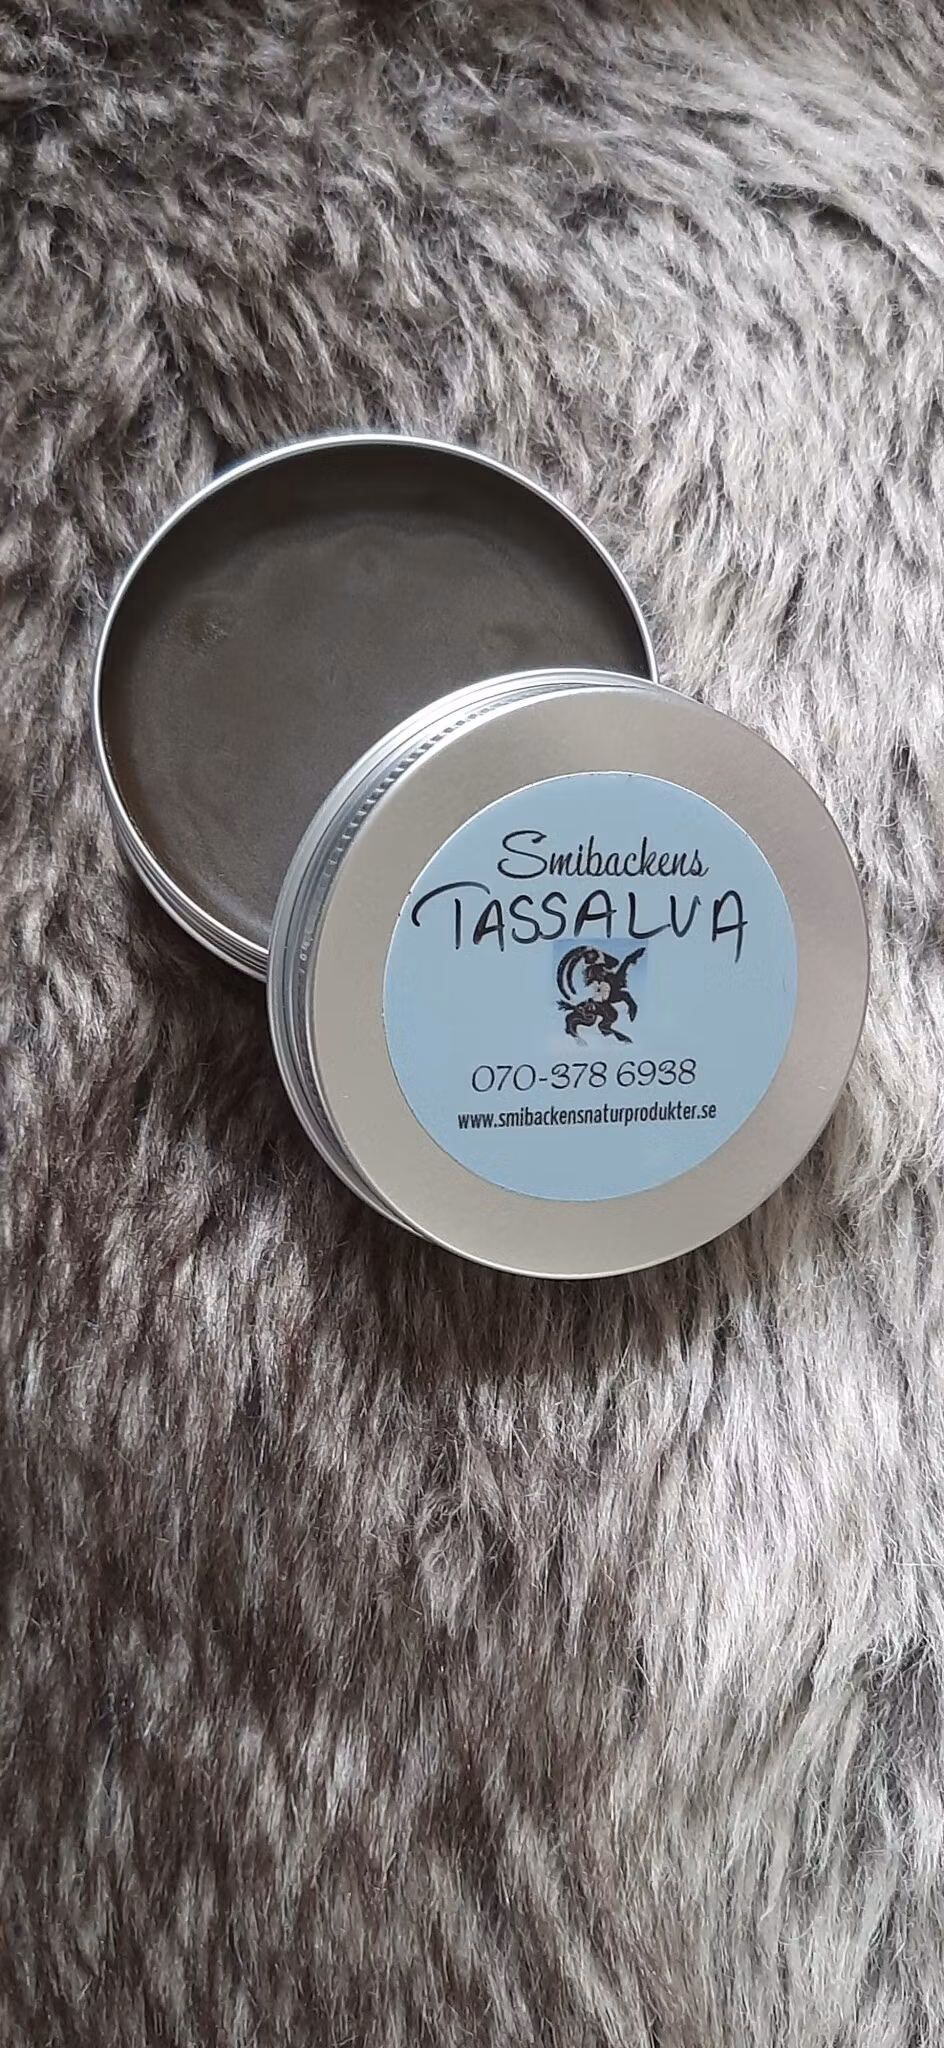 Smibackens
TASSALVA
070-378 6938
www.smibackensnaturprodukter.se